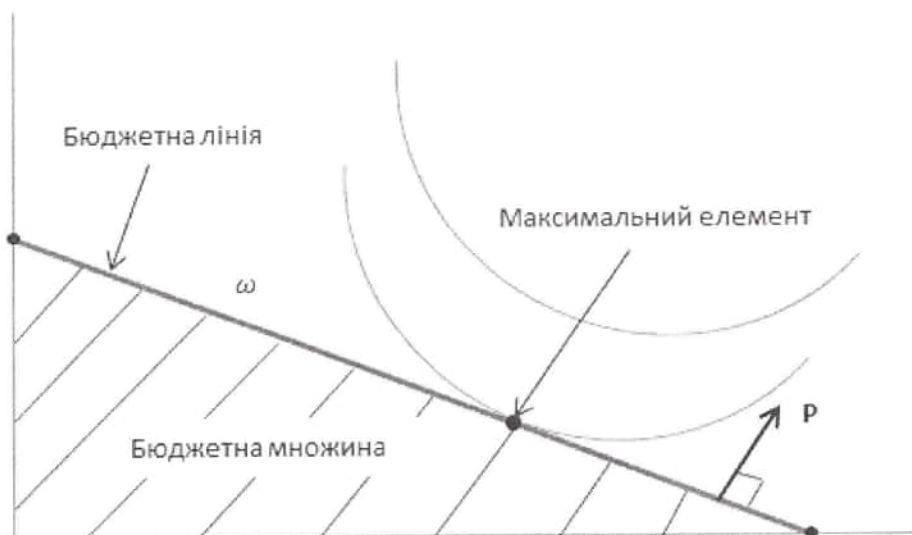 Бюджетна лінія
Максимальний елемент
ω
P
Бюджетна множина